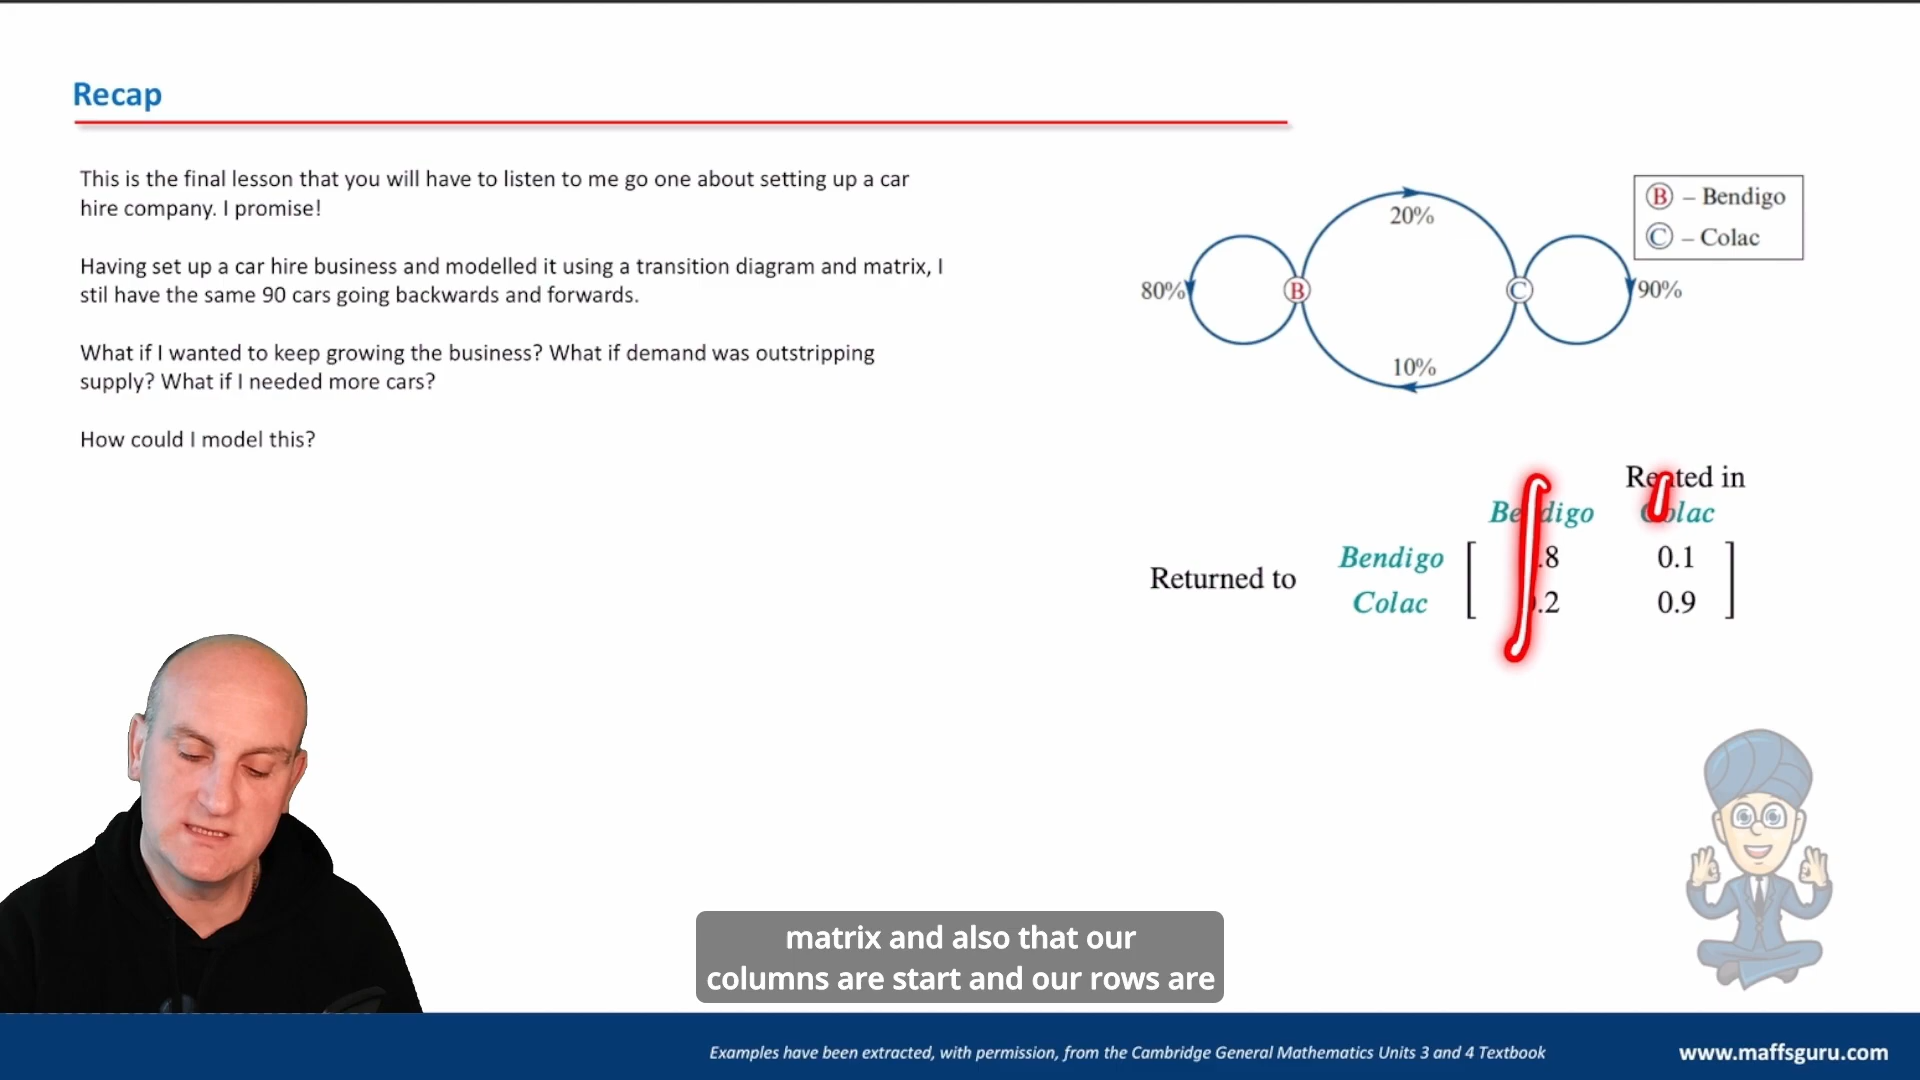 Recap
This is the final lesson that you will have to listen to me go one about setting up a car
hire company. I promise!
Having set up a car hire business and modelled it using a transition diagram and matrix, I
stil have the same 90 cars going backwards and forwards.
What if I wanted to keep growing the business? What if demand was outstripping
supply? What if I needed more cars?
How could I model this?
B – Bendigo
C – Colac
20%
80%
B
C
90%
10%
Rented in
Bendigo Colac
Returned to
Bendigo .8 0.1
Colac .2 0.9
matrix and also that our
columns are start and our rows are
Examples have been extracted, with permission, from the Cambridge General Mathematics Units 3 and 4 Textbook
www.maffsguru.com